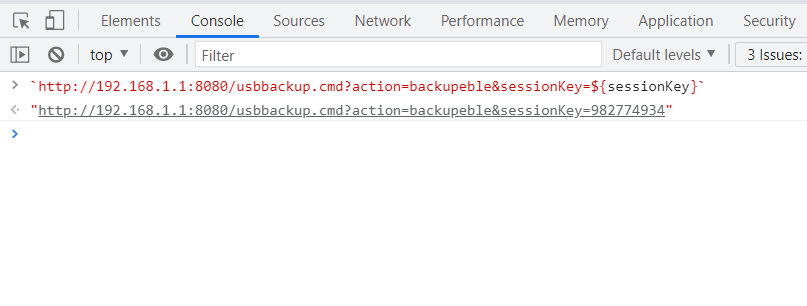 Elements Console Sources Network Performance Memory Application Security
top Filter Default levels 3 Issues:
`http://192.168.1.1:8080/usbbackup.cmd?action=backupeble&sessionKey=${sessionKey}`
"http://192.168.1.1:8080/usbbackup.cmd?action=backupeble&sessionKey=982774934"